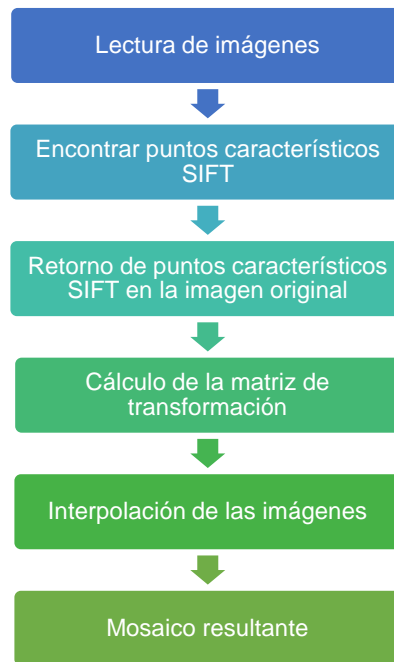 Lectura de imágenes
Encontrar puntos característicos
SIFT
Retorno de puntos característicos
SIFT en la imagen original
Cálculo de la matriz de
transformación
Interpolación de las imágenes
Mosaico resultante